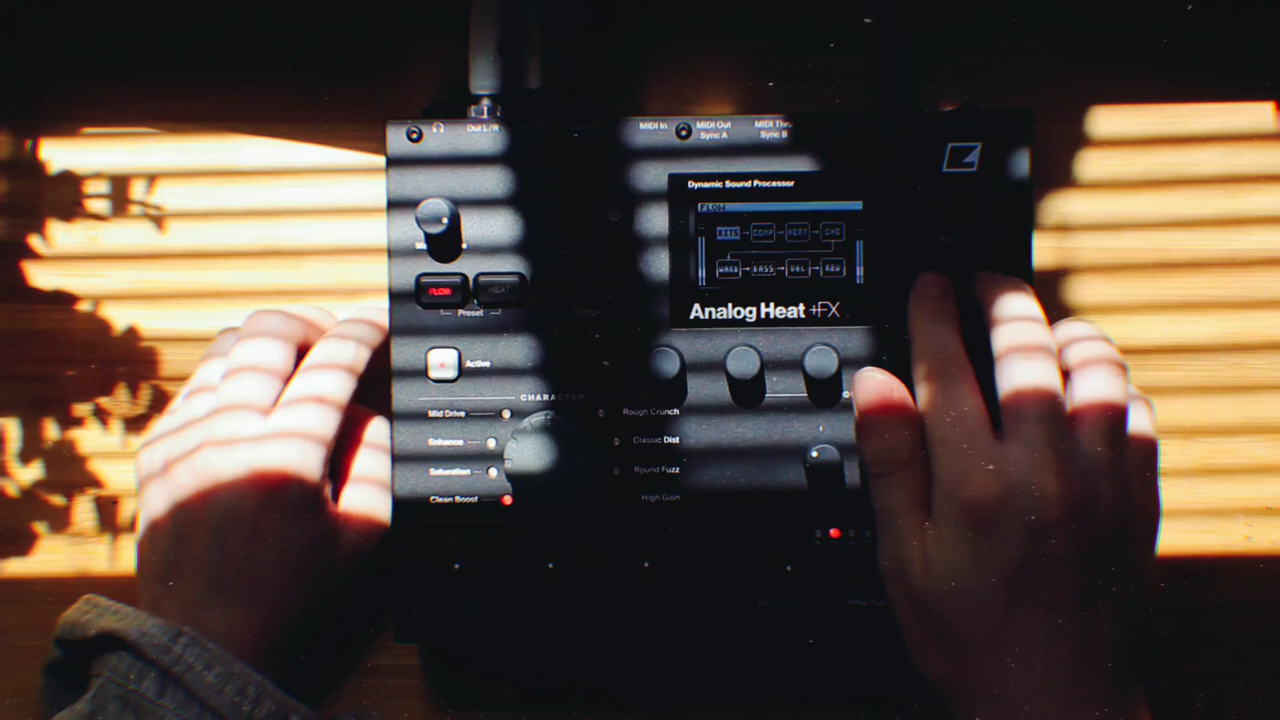 Out L/R
MIDI In
MIDI Out
Sync A
MIDI Thru
Sync B
Dynamic Sound Processor
FLOW
COMP
HEAT
CHO
WARB
BASS
DEL
REV
Analog Heat +FX
FLOW
HEAT
Preset
Active
CHARACTER
Mid Drive
Enhance
Saturation
Clean Boost
Rough Crunch
Classic Dist
Round Fuzz
High Gain